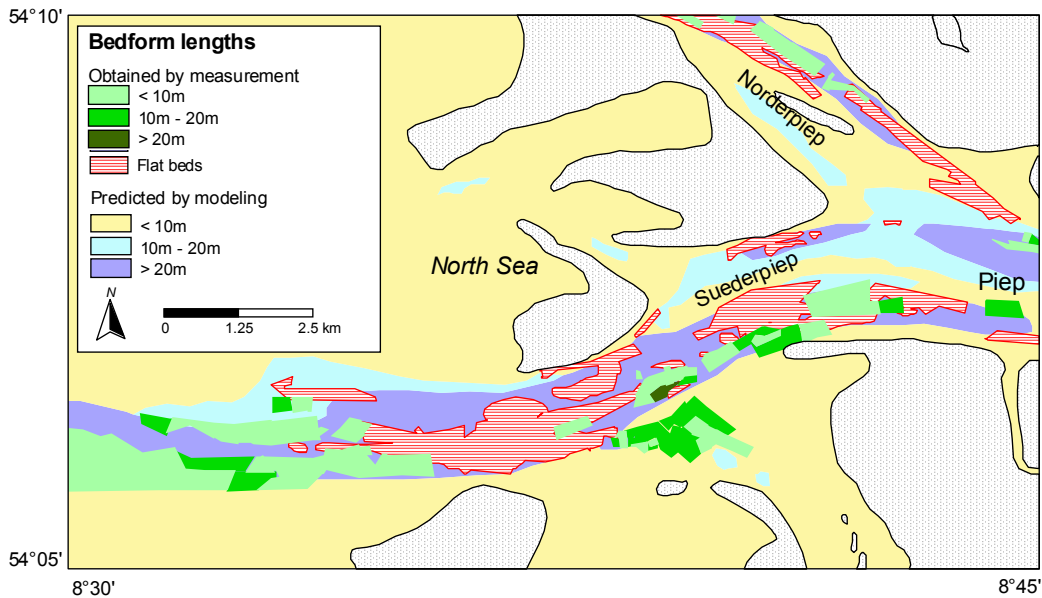 54°10'
Bedform lengths
Obtained by measurement
< 10m
10m - 20m
> 20m
Flat beds
Predicted by modeling
< 10m
10m - 20m
> 20m
N
0 1.25 2.5 km
Norderpiep
North Sea
Suederpiep
Piep
54°05'
8°30'
8°45'